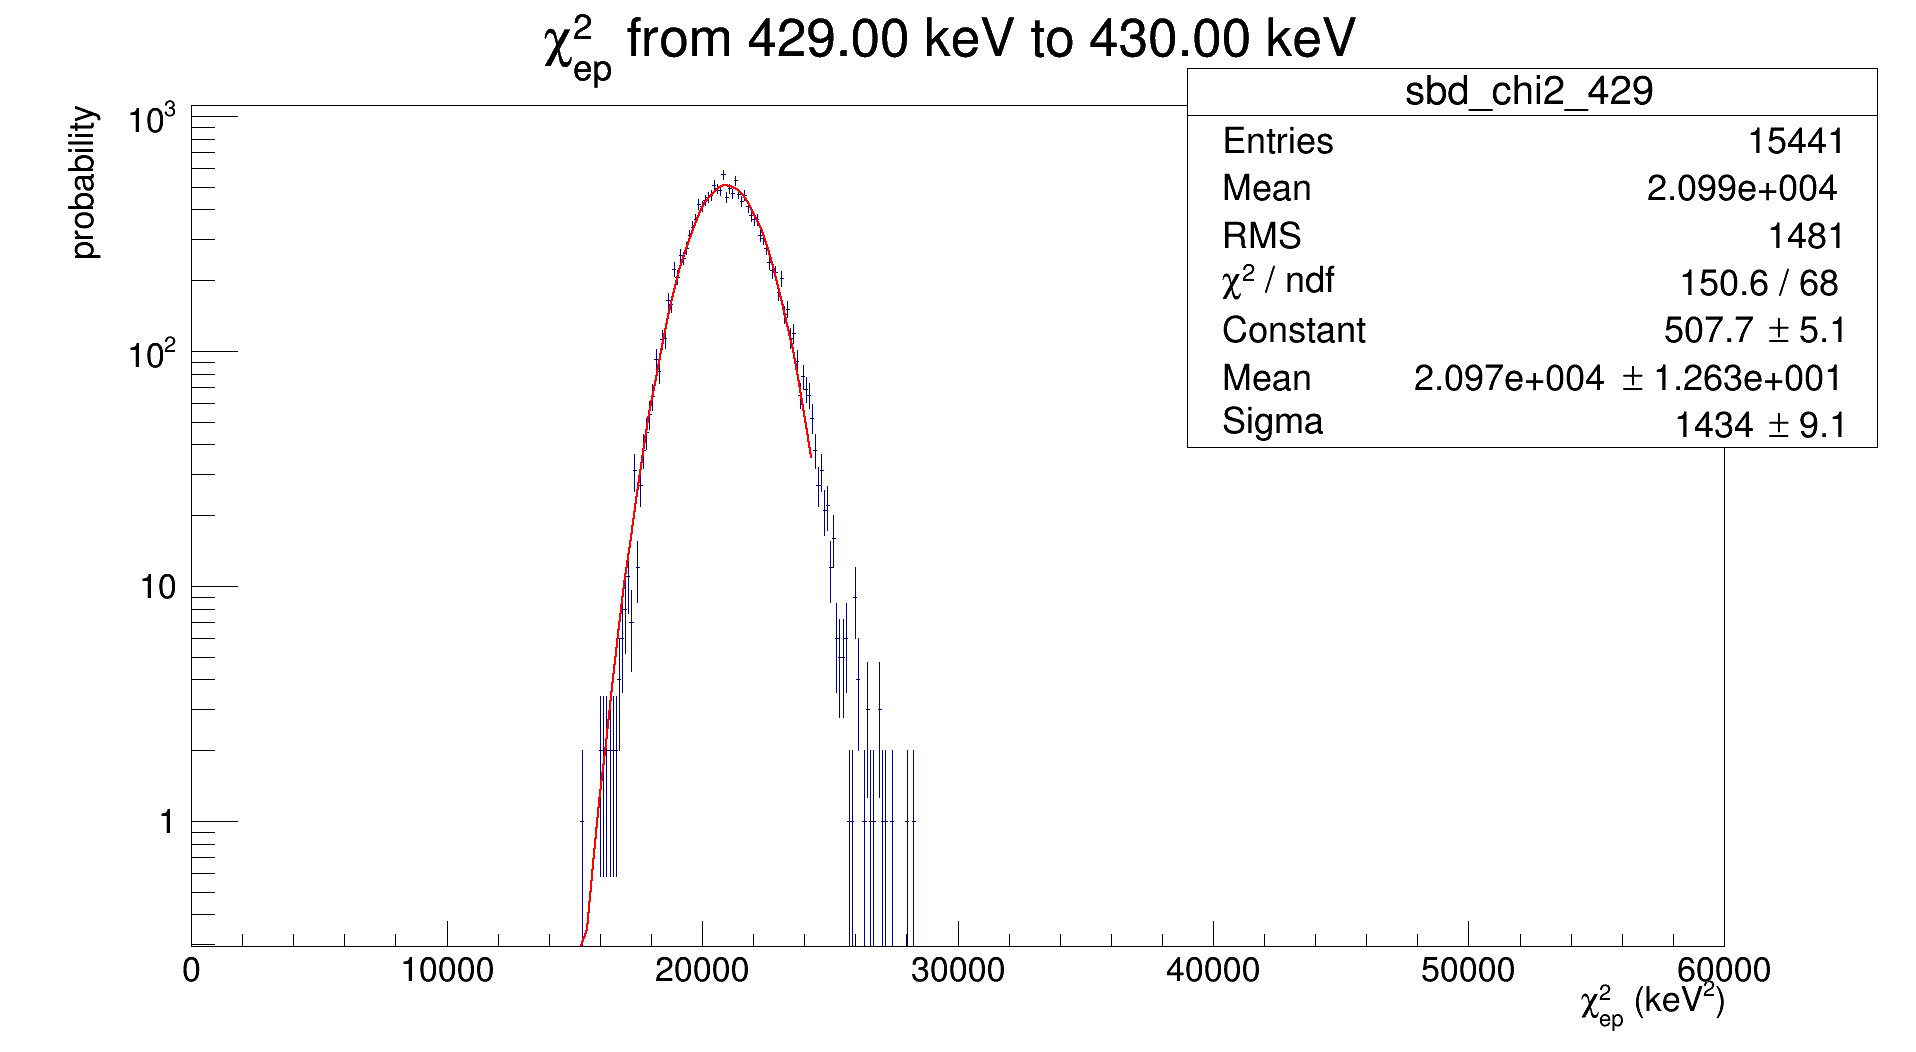 χ²ep from 429.00 keV to 430.00 keV
sbd_chi2_429
Entries 15441
Mean 2.099e+004
RMS 1481
χ² / ndf 150.6 / 68
Constant 507.7 ± 5.1
Mean 2.097e+004 ± 1.263e+001
Sigma 1434 ± 9.1
probability
10³
10²
10
1
0 10000 20000 30000 40000 50000 60000
χ²ep (keV²)